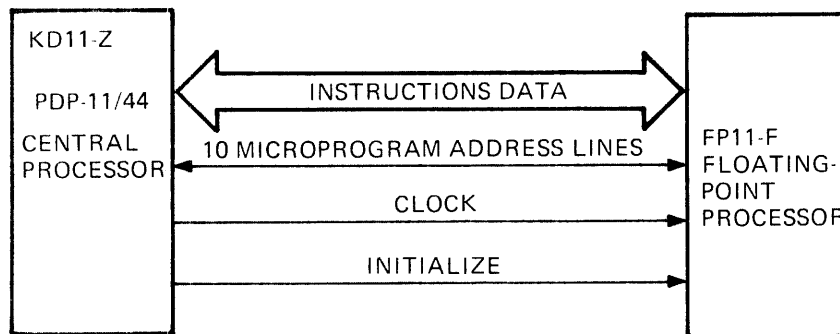 KD11-Z
PDP-11/44
CENTRAL
PROCESSOR
INSTRUCTIONS DATA
10 MICROPROGRAM ADDRESS LINES
CLOCK
INITIALIZE
FP11-F
FLOATING-
POINT
PROCESSOR